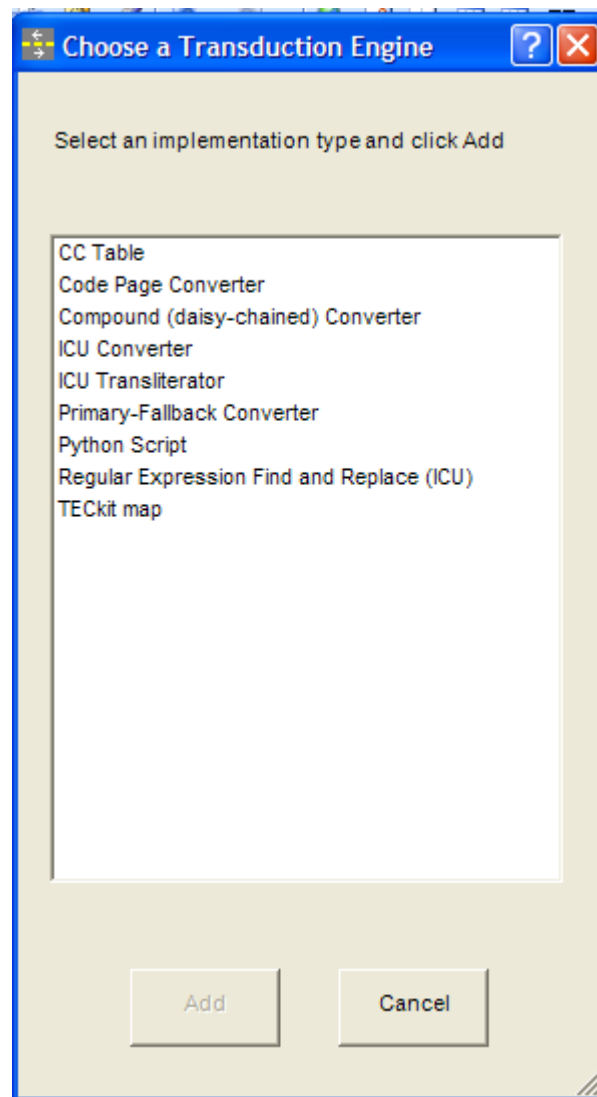 Choose a Transduction Engine
Select an implementation type and click Add
CC Table
Code Page Converter
Compound (daisy-chained) Converter
ICU Converter
ICU Transliterator
Primary-Fallback Converter
Python Script
Regular Expression Find and Replace (ICU)
TECkit map
Add
Cancel